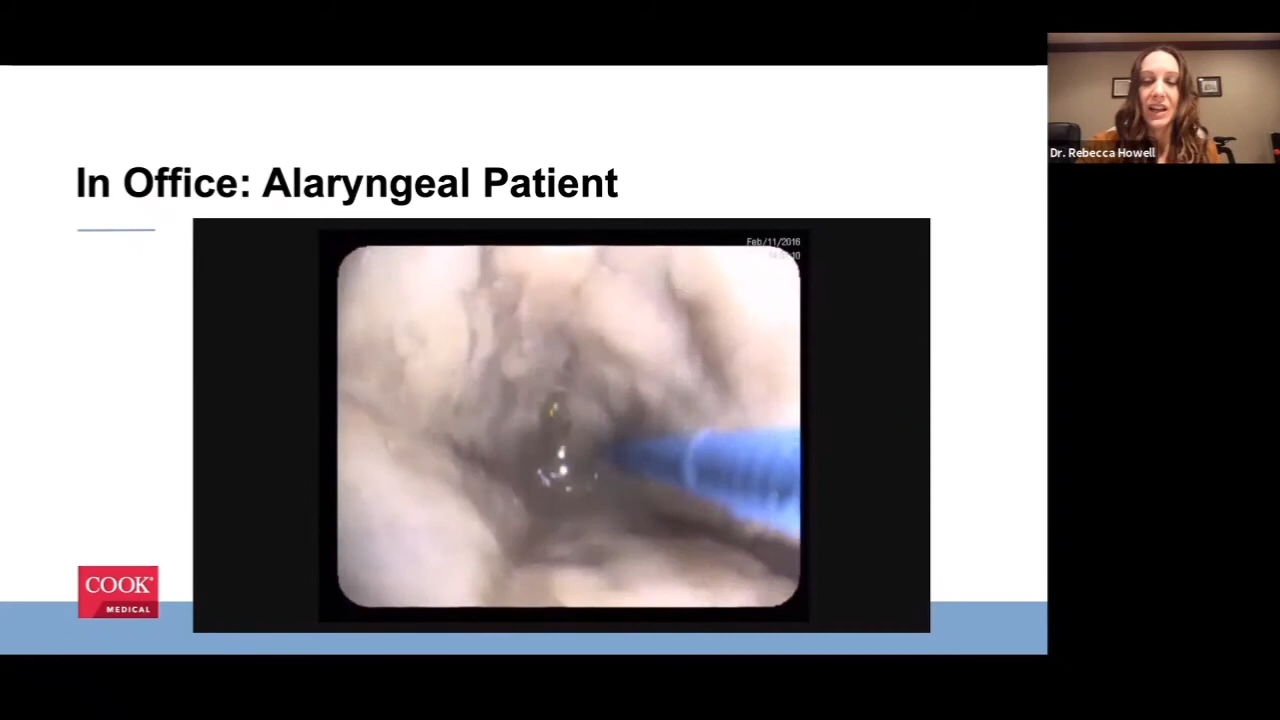 Dr. Rebecca Howell
In Office: Alaryngeal Patient
Feb/11/2016
COOK®
MEDICAL